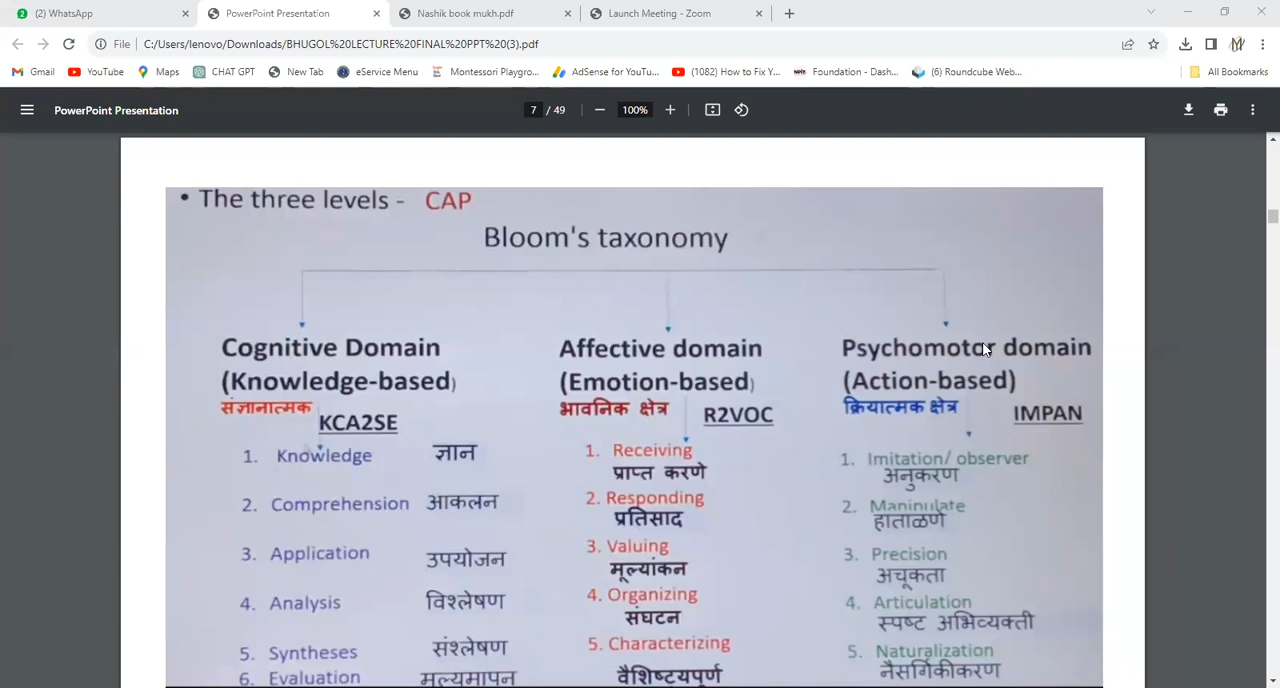 (2) WhatsApp
PowerPoint Presentation
Nashik book mukh.pdf
Launch Meeting - Zoom
File
C:/Users/lenovo/Downloads/BHUGOL%20LECTURE%20FINAL%20PPT%20(3).pdf
Gmail
YouTube
Maps
CHAT GPT
New Tab
eService Menu
Montessori Playgro...
AdSense for YouTu...
(1082) How to Fix Y...
Foundation - Dash...
(6) Roundcube Web...
All Bookmarks
PowerPoint Presentation
7 / 49
100%
• The three levels - CAP
Bloom's taxonomy
Cognitive Domain
(Knowledge-based)
संज्ञानात्मक
KCA2SE
1. Knowledge ज्ञान
2. Comprehension आकलन
3. Application उपयोजन
4. Analysis विश्लेषण
5. Syntheses संश्लेषण
6. Evaluation मूल्यमापन
Affective domain
(Emotion-based)
भावनिक क्षेत्र
R2VOC
1. Receiving
प्राप्त करणे
2. Responding
प्रतिसाद
3. Valuing
मूल्यांकन
4. Organizing
संघटन
5. Characterizing
वैशिष्ट्यपूर्ण
Psychomotor domain
(Action-based)
क्रियात्मक क्षेत्र
IMPAN
1. Imitation/ observer
अनुकरण
2. Maninulate
हाताळणे
3. Precision
अचूकता
4. Articulation
स्पष्ट अभिव्यक्ती
5. Naturalization
नैसर्गिकीकरण